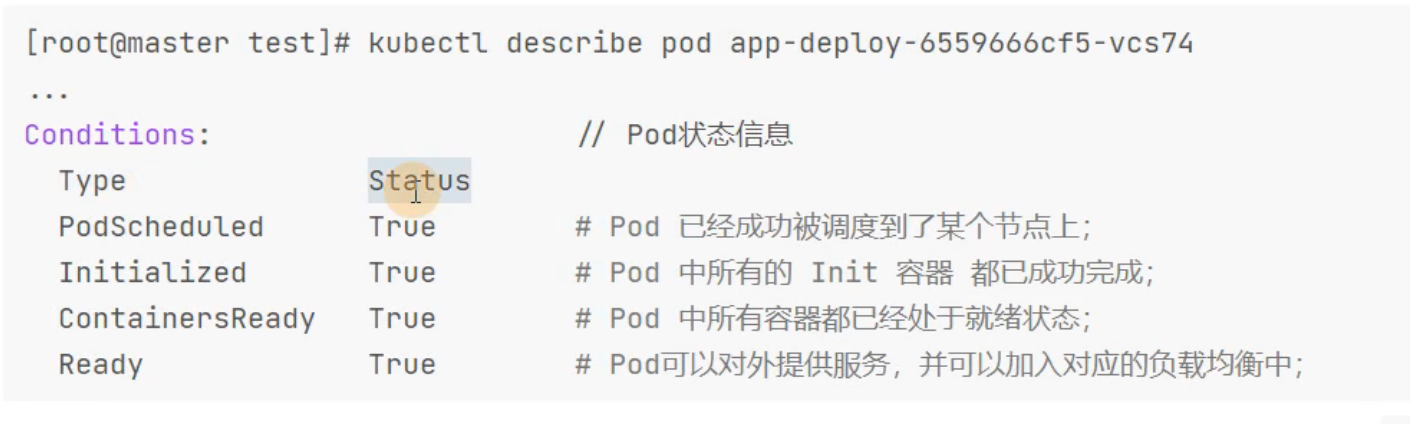 [root@master test]# kubectl describe pod app-deploy-6559666cf5-vcs74
...
Conditions: // Pod状态信息
Type Status
PodScheduled True # Pod 已经成功被调度到了某个节点上;
Initialized True # Pod 中所有的 Init 容器 都已成功完成;
ContainersReady True # Pod 中所有容器都已经处于就绪状态;
Ready True # Pod可以对外提供服务，并可以加入对应的负载均衡中;